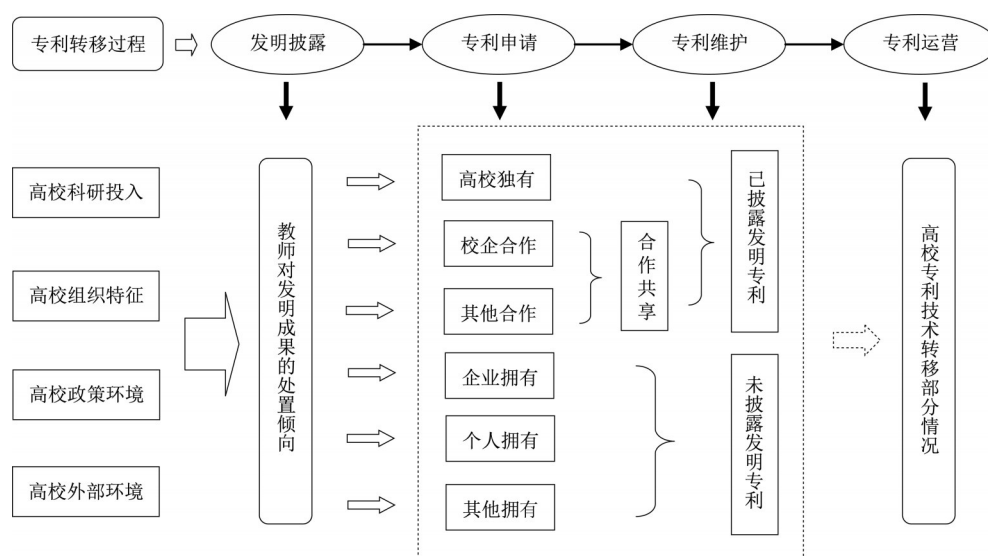 专利转移过程
发明披露
专利申请
专利维护
专利运营
高校科研投入
高校组织特征
高校政策环境
高校外部环境
教师对发明成果的处置倾向
高校独有
校企合作
其他合作
企业拥有
个人拥有
其他拥有
合作共享
已披露发明专利
未披露发明专利
高校专利技术转移部分情况